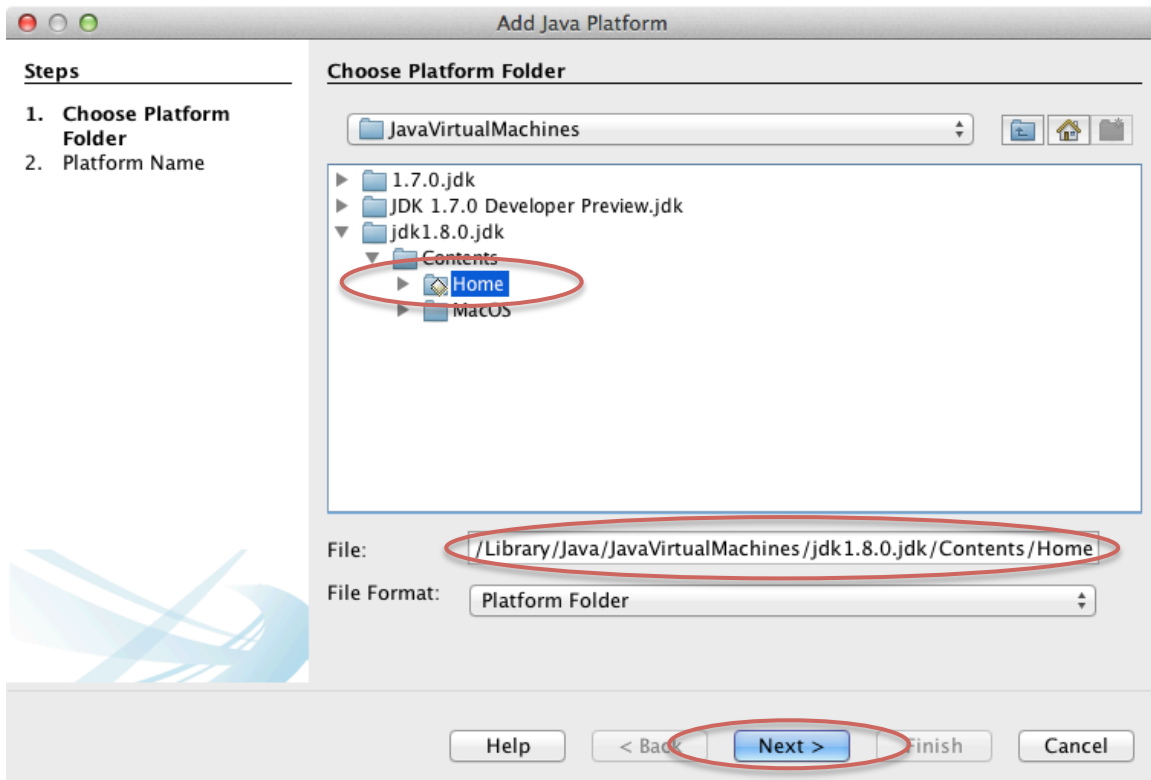 Add Java Platform
Steps
1. Choose Platform
Folder
2. Platform Name
Choose Platform Folder
JavaVirtualMachines
1.7.0.jdk
JDK 1.7.0 Developer Preview.jdk
jdk1.8.0.jdk
Contents
Home
MacOS
File: /Library/Java/JavaVirtualMachines/jdk1.8.0.jdk/Contents/Home
File Format: Platform Folder
Help < Back Next > Finish Cancel